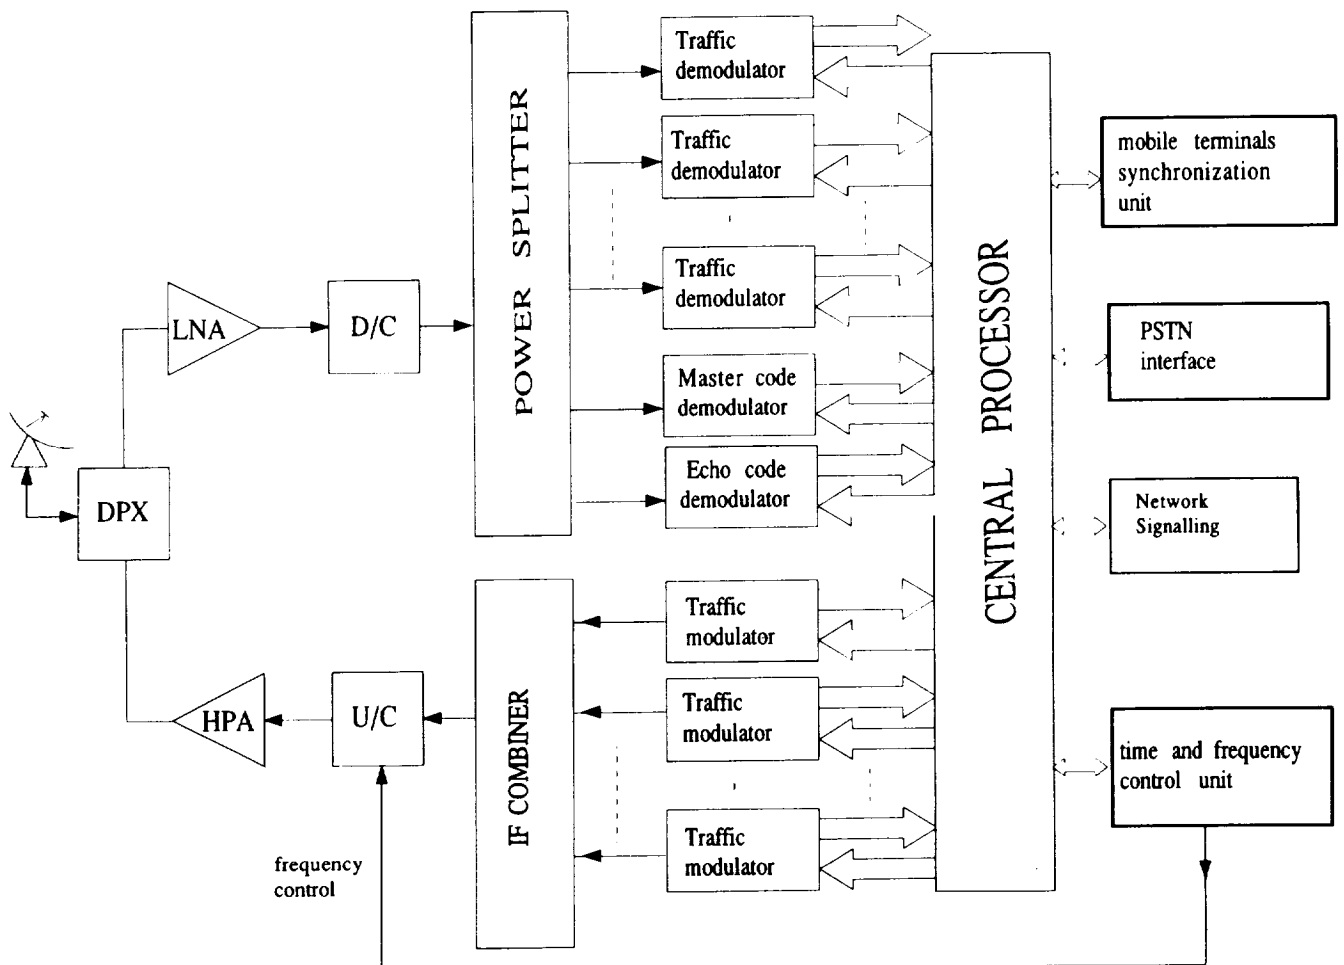 Traffic
demodulator
Traffic
demodulator
Traffic
demodulator
Master code
demodulator
Echo code
demodulator
POWER SPLITTER
LNA
D/C
DPX
HPA
U/C
IF COMBINER
Traffic
modulator
Traffic
modulator
Traffic
modulator
CENTRAL PROCESSOR
mobile terminals
synchronization
unit
PSTN
interface
Network
Signalling
time and frequency
control unit
frequency
control